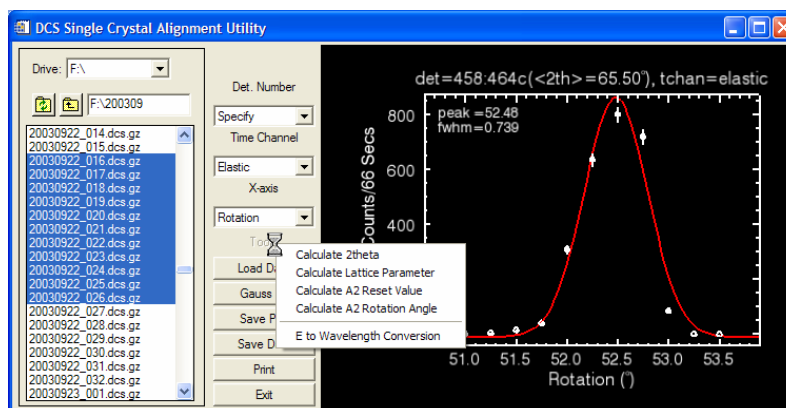 DCS Single Crystal Alignment Utility
Drive: F:\
F:\200309
20030922_014.dcs.gz
20030922_015.dcs.gz
20030922_016.dcs.gz
20030922_017.dcs.gz
20030922_018.dcs.gz
20030922_019.dcs.gz
20030922_020.dcs.gz
20030922_021.dcs.gz
20030922_022.dcs.gz
20030922_023.dcs.gz
20030922_024.dcs.gz
20030922_025.dcs.gz
20030922_026.dcs.gz
20030922_027.dcs.gz
20030922_028.dcs.gz
20030922_029.dcs.gz
20030922_030.dcs.gz
20030922_031.dcs.gz
20030922_032.dcs.gz
20030923_001.dcs.gz
Det. Number
Specify
Time Channel
Elastic
X-axis
Rotation
Load
Gauss
Save
Save
Print
Exit
Calculate 2theta
Calculate Lattice Parameter
Calculate A2 Reset Value
Calculate A2 Rotation Angle
E to Wavelength Conversion
det=458:464c(<2th>=65.50°), tchan=elastic
peak =52.48
fwhm=0.739
Counts/66 Secs
800
600
400
51.0 51.5 52.0 52.5 53.0 53.5
Rotation (°)